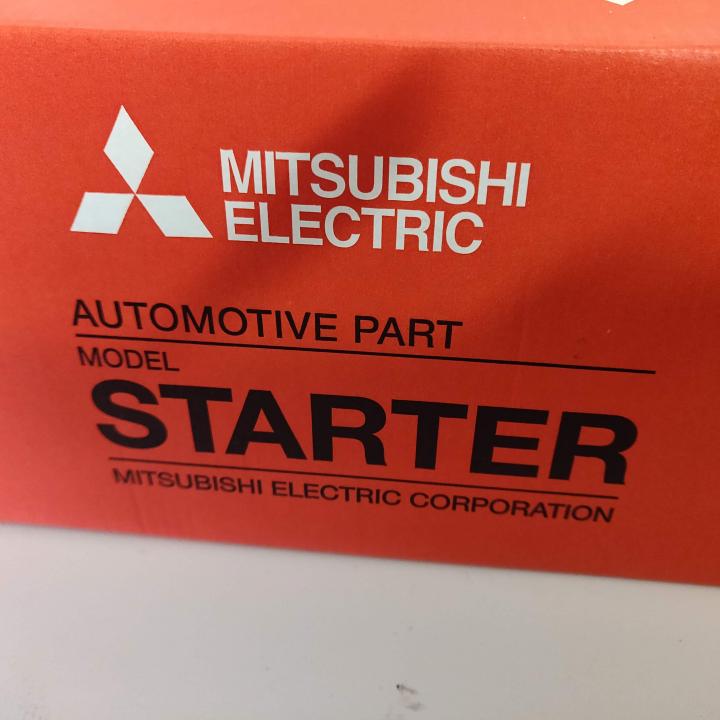 MITSUBISHI
ELECTRIC
AUTOMOTIVE PART
MODEL
STARTER
MITSUBISHI ELECTRIC CORPORATION